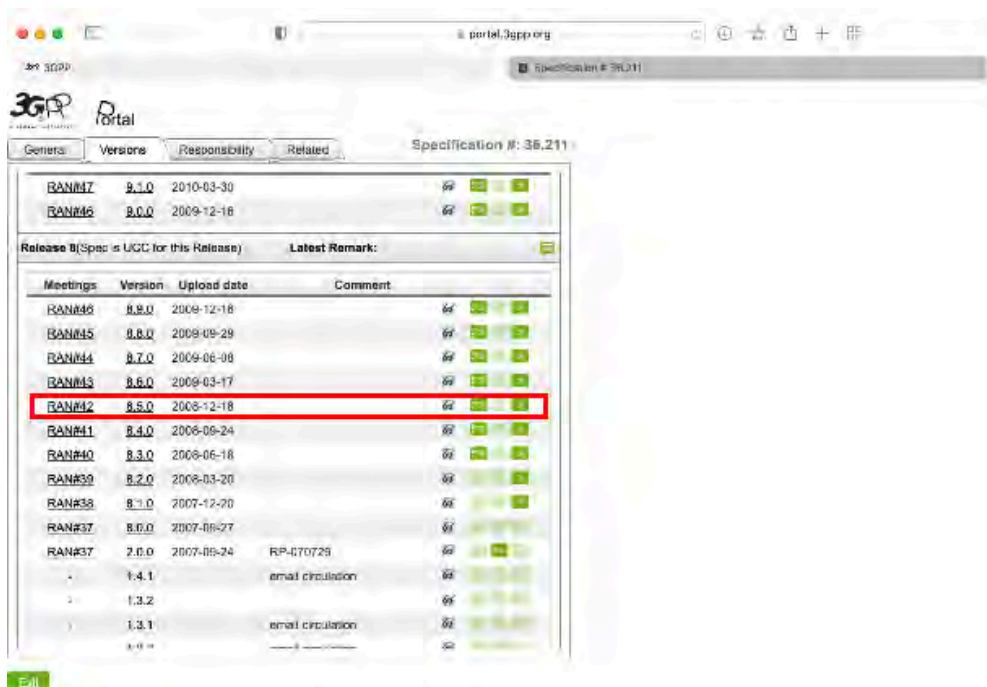 portal.3gpp.org
3GPP
Specification # 36.211
3GPP Portal
General Versions Responsibility Related Specification #: 36.211
RAN#47 9.1.0 2010-03-30
RAN#46 9.0.0 2009-12-18
Release 8(Spec is UCC for this Release) Latest Remark:
Meetings Version Upload date Comment
RAN#46 8.9.0 2009-12-18
RAN#45 8.8.0 2009-09-29
RAN#44 8.7.0 2009-06-08
RAN#43 8.6.0 2009-03-17
RAN#42 8.5.0 2008-12-18
RAN#41 8.4.0 2008-09-24
RAN#40 8.3.0 2008-06-18
RAN#39 8.2.0 2008-03-20
RAN#38 8.1.0 2007-12-20
RAN#37 8.0.0 2007-09-27
RAN#37 2.0.0 2007-09-24 RP-070729
- 1.4.1 email circulation
- 1.3.2
- 1.3.1 email circulation
Exit